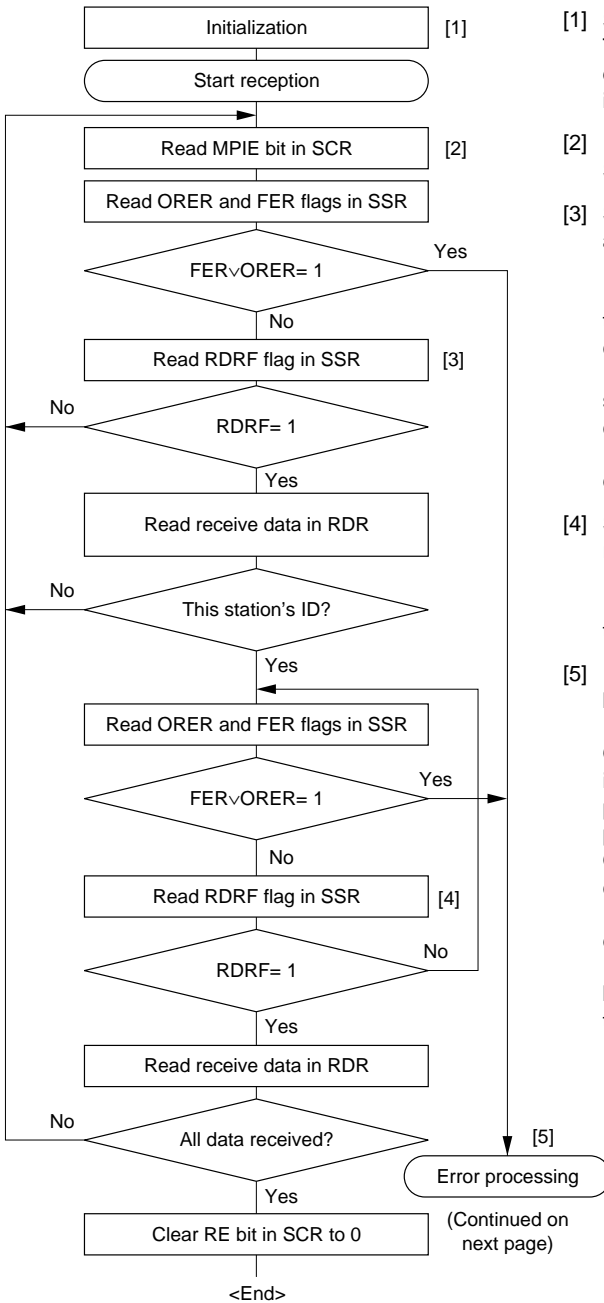 Initialization [1]
Start reception
Read MPIE bit in SCR [2]
Read ORER and FER flags in SSR
Yes
FER∨ORER= 1
No
Read RDRF flag in SSR [3]
No
RDRF= 1
Yes
Read receive data in RDR
No
This station's ID?
Yes
Read ORER and FER flags in SSR
Yes
FER∨ORER= 1
No
Read RDRF flag in SSR [4]
No
RDRF= 1
Yes
Read receive data in RDR
No
All data received?
[5]
Error processing
Yes
(Continued on
next page)
Clear RE bit in SCR to 0
<End>
[1]
[2]
[3]
[4]
[5]